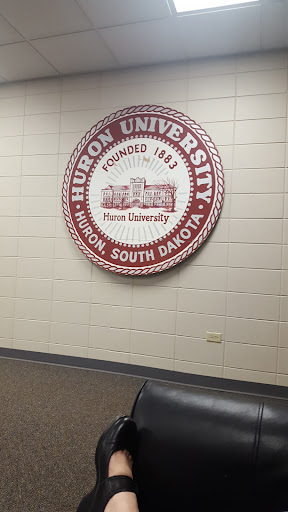 HURON UNIVERSITY
FOUNDED 1883
Huron University
HURON, SOUTH DAKOTA